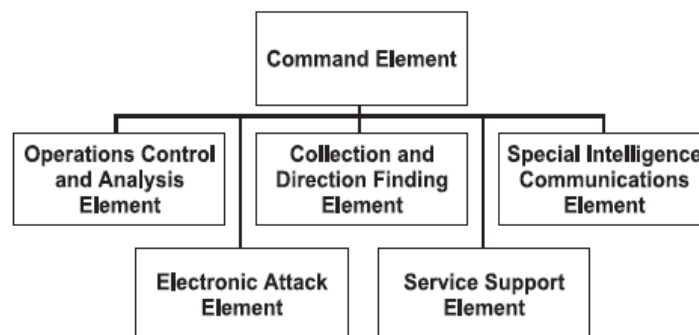 Command Element
Operations Control
and Analysis
Element
Collection and
Direction Finding
Element
Special Intelligence
Communications
Element
Electronic Attack
Element
Service Support
Element